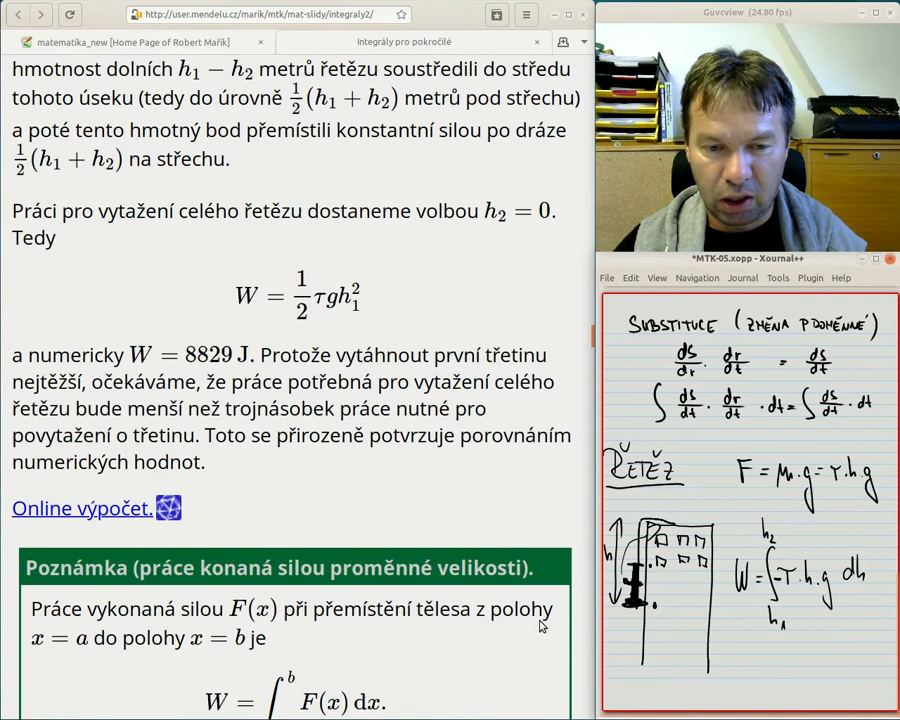 http://user.mendelu.cz/marik/mtk/mat-slidy/integraly2/
matematika_new [Home Page of Robert Mařík]
Integrály pro pokročilé
hmotnost dolních h₁ − h₂ metrů řetězu soustředili do středu
tohoto úseku (tedy do úrovně 1/2(h₁ + h₂) metrů pod střechu)
a poté tento hmotný bod přemístili konstantní silou po dráze
1/2(h₁ + h₂) na střechu.
Práci pro vytažení celého řetězu dostaneme volbou h₂ = 0.
Tedy
W = 1/2 τgh₁²
a numericky W = 8829 J. Protože vytáhnout první třetinu
nejtěžší, očekáváme, že práce potřebná pro vytažení celého
řetězu bude menší než trojnásobek práce nutné pro
povytažení o třetinu. Toto se přirozeně potvrzuje porovnáním
numerických hodnot.
Online výpočet.
Poznámka (práce konaná silou proměnné velikosti).
Práce vykonaná silou F(x) při přemístění tělesa z polohy
x = a do polohy x = b je
W = ∫ₐᵇ F(x) dx.
Guvcview (24.80 fps)
*MTK-05.xopp - Xournal++
File Edit View Navigation Journal Tools Plugin Help
SUBSTITUCE (ZMĚNA PROMĚNNÉ)
ds/dr · dr/dt = ds/dt
∫ ds/dt · dr/dt · dt = ∫ ds/dt · dt
ŘETĚZ
F = m·g = τ·h·g
h
W = ∫ₕ₁ʰ² −τ·h·g dh